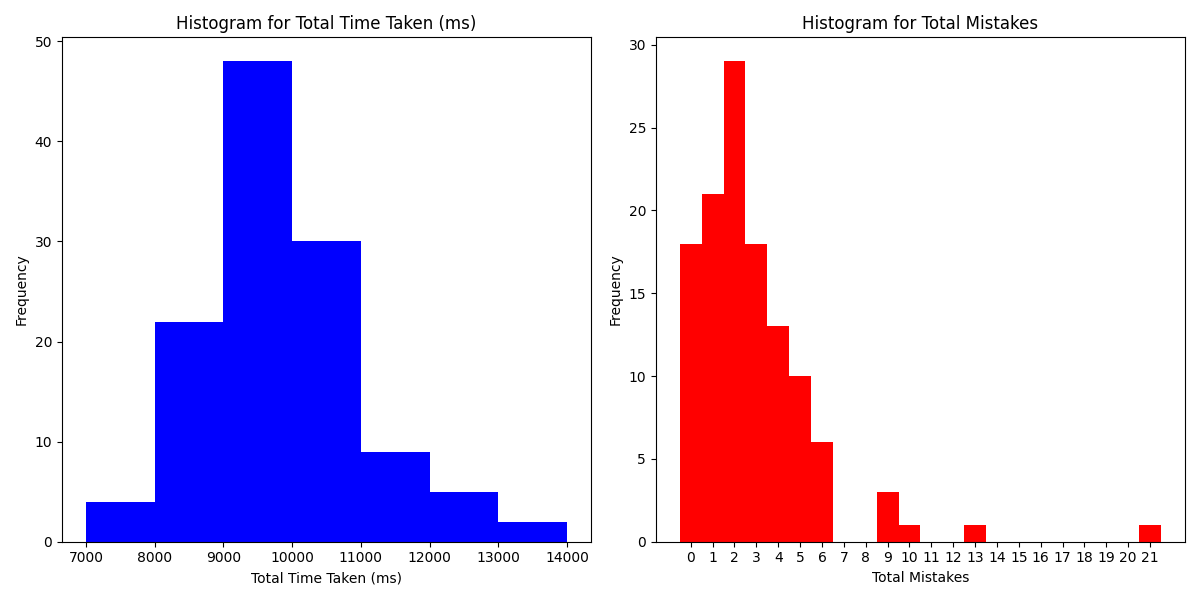 Histogram for Total Time Taken (ms)
50
40
30
20
10
0
Frequency
7000 8000 9000 10000 11000 12000 13000 14000
Total Time Taken (ms)
Histogram for Total Mistakes
30
25
20
15
10
5
0
Frequency
0 1 2 3 4 5 6 7 8 9 10 11 12 13 14 15 16 17 18 19 20 21
Total Mistakes